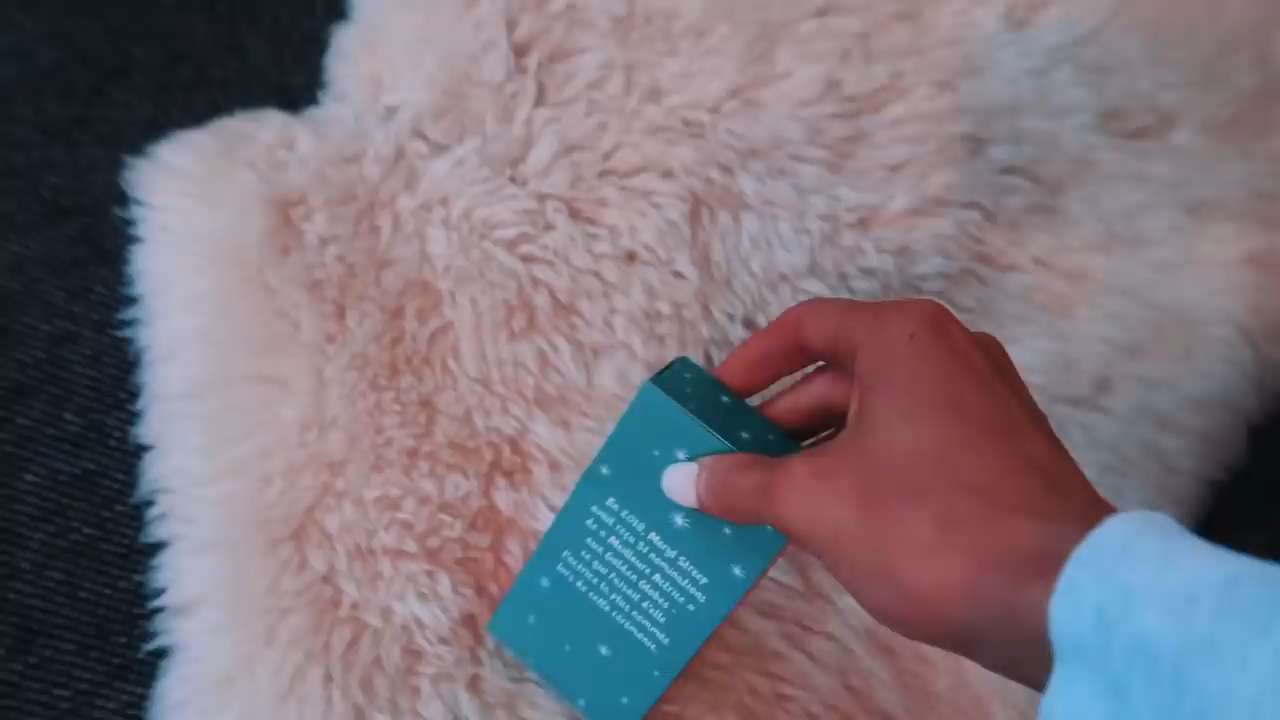 En 2018, Meryl Streep
avait reçu 31 nominations
de « Meilleure Actrice »
aux Golden Globes -
ce qui faisait d'elle
l'actrice la plus nommée
lors de cette cérémonie.